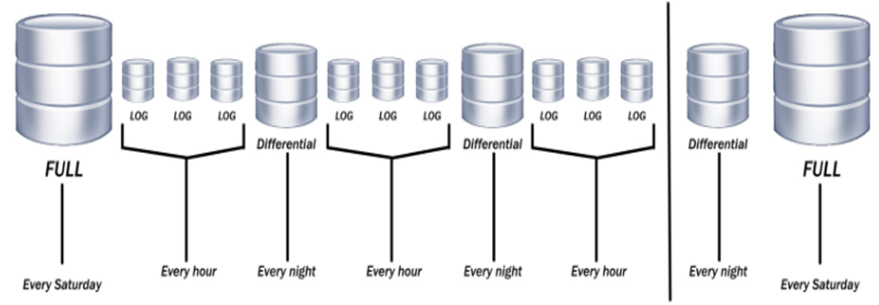 LOG LOG LOG LOG LOG LOG LOG LOG LOG
Differential Differential Differential
FULL FULL
Every hour Every night Every hour Every night Every hour Every night
Every Saturday Every Saturday